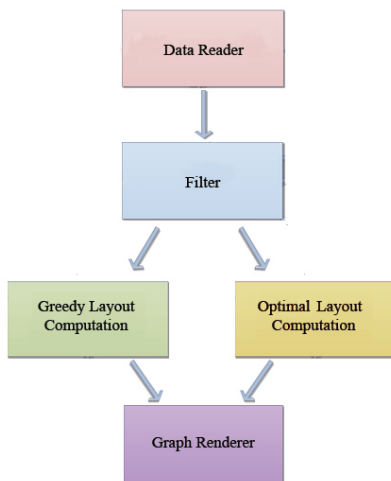 Data Reader
Filter
Greedy Layout
Computation
Optimal Layout
Computation
Graph Renderer